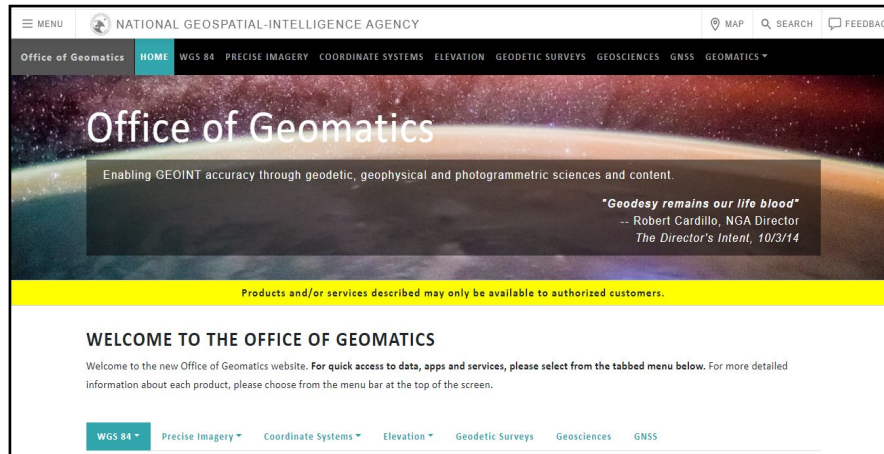 MENU
NATIONAL GEOSPATIAL-INTELLIGENCE AGENCY
MAP
SEARCH
FEEDBAC
Office of Geomatics HOME WGS 84 PRECISE IMAGERY COORDINATE SYSTEMS ELEVATION GEODETIC SURVEYS GEOSCIENCES GNSS GEOMATICS
Office of Geomatics
Enabling GEOINT accuracy through geodetic, geophysical and photogrammetric sciences and content.
"Geodesy remains our life blood"
-- Robert Cardillo, NGA Director
The Director's Intent, 10/3/14
Products and/or services described may only be available to authorized customers.
WELCOME TO THE OFFICE OF GEOMATICS
Welcome to the new Office of Geomatics website. For quick access to data, apps and services, please select from the tabbed menu below. For more detailed
information about each product, please choose from the menu bar at the top of the screen.
WGS 84 Precise Imagery Coordinate Systems Elevation Geodetic Surveys Geosciences GNSS